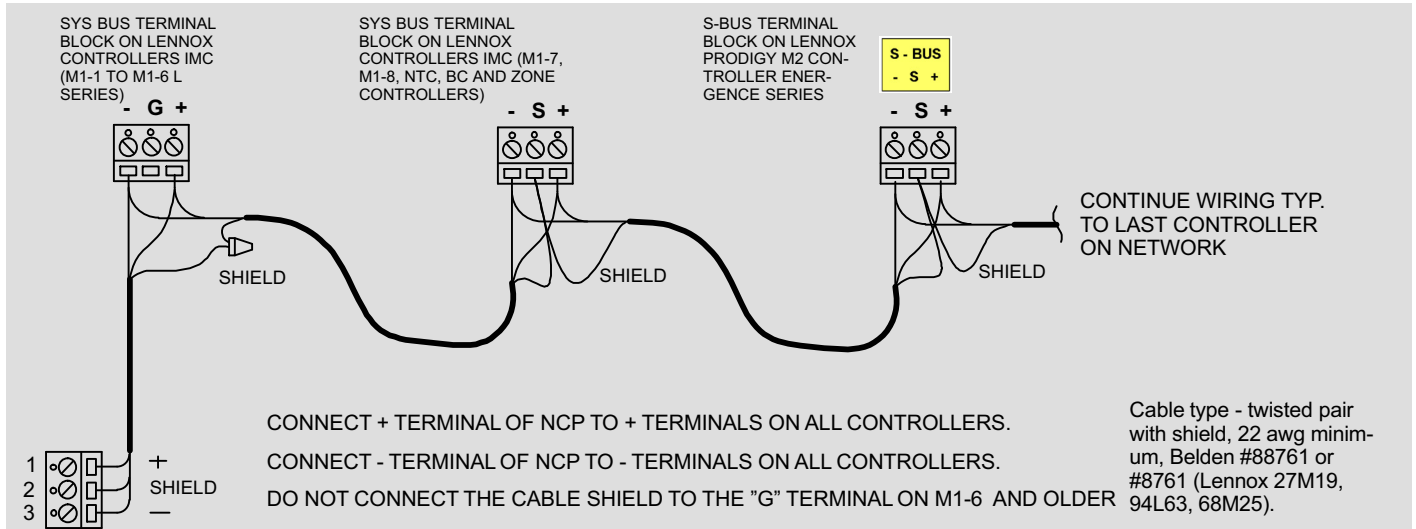 SYS BUS TERMINAL
BLOCK ON LENNOX
CONTROLLERS IMC
(M1-1 TO M1-6 L
SERIES)
- G +
SYS BUS TERMINAL
BLOCK ON LENNOX
CONTROLLERS IMC (M1-7,
M1-8, NTC, BC AND ZONE
CONTROLLERS)
- S +
S-BUS TERMINAL
BLOCK ON LENNOX
PRODIGY M2 CON-
TROLLER ENER-
GENCE SERIES
S - BUS
- S +
- S +
SHIELD
SHIELD
SHIELD
CONTINUE WIRING TYP.
TO LAST CONTROLLER
ON NETWORK
1 +
2 SHIELD
3 —
CONNECT + TERMINAL OF NCP TO + TERMINALS ON ALL CONTROLLERS.
CONNECT - TERMINAL OF NCP TO - TERMINALS ON ALL CONTROLLERS.
DO NOT CONNECT THE CABLE SHIELD TO THE ”G” TERMINAL ON M1-6 AND OLDER
Cable type - twisted pair
with shield, 22 awg minim-
um, Belden #88761 or
#8761 (Lennox 27M19,
94L63, 68M25).